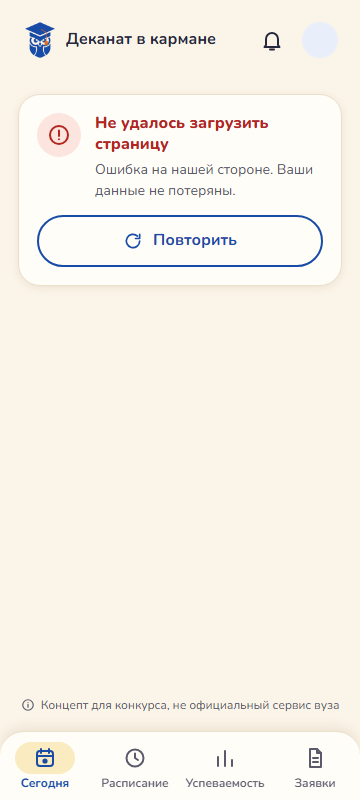 Деканат в кармане
Не удалось загрузить
страницу
Ошибка на нашей стороне. Ваши
данные не потеряны.
Повторить
Концепт для конкурса, не официальный сервис вуза
Сегодня
Расписание
Успеваемость
Заявки